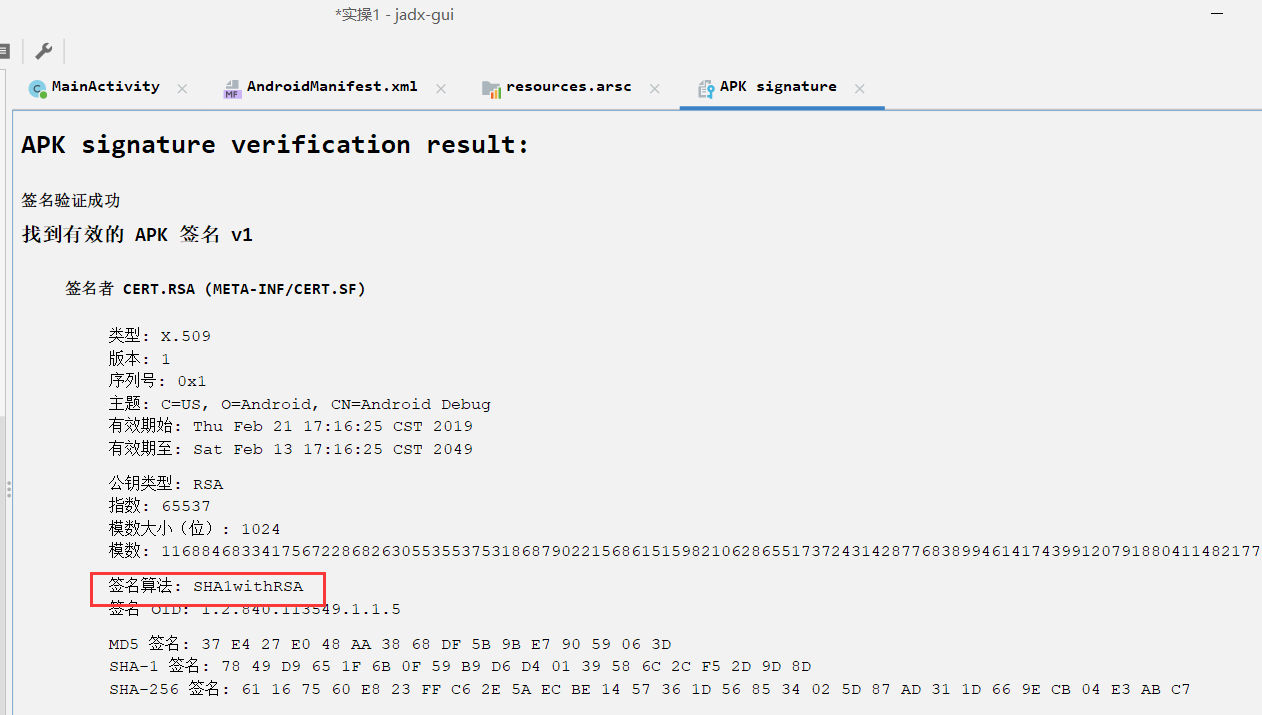 *实操1 - jadx-gui
MainActivity AndroidManifest.xml resources.arsc APK signature
APK signature verification result:
签名验证成功
找到有效的 APK 签名 v1
签名者 CERT.RSA (META-INF/CERT.SF)
类型: X.509
版本: 1
序列号: 0x1
主题: C=US, O=Android, CN=Android Debug
有效期始: Thu Feb 21 17:16:25 CST 2019
有效期至: Sat Feb 13 17:16:25 CST 2049
公钥类型: RSA
指数: 65537
模数大小（位）: 1024
模数: 11688468334175672286826305535537531868790221568615159821062865517372431428776838994614174399120791880411482177
签名算法: SHA1withRSA
签名 OID: 1.2.840.113549.1.1.5
MD5 签名: 37 E4 27 E0 48 AA 38 68 DF 5B 9B E7 90 59 06 3D
SHA-1 签名: 78 49 D9 65 1F 6B 0F 59 B9 D6 D4 01 39 58 6C 2C F5 2D 9D 8D
SHA-256 签名: 61 16 75 60 E8 23 FF C6 2E 5A EC BE 14 57 36 1D 56 85 34 02 5D 87 AD 31 1D 66 9E CB 04 E3 AB C7